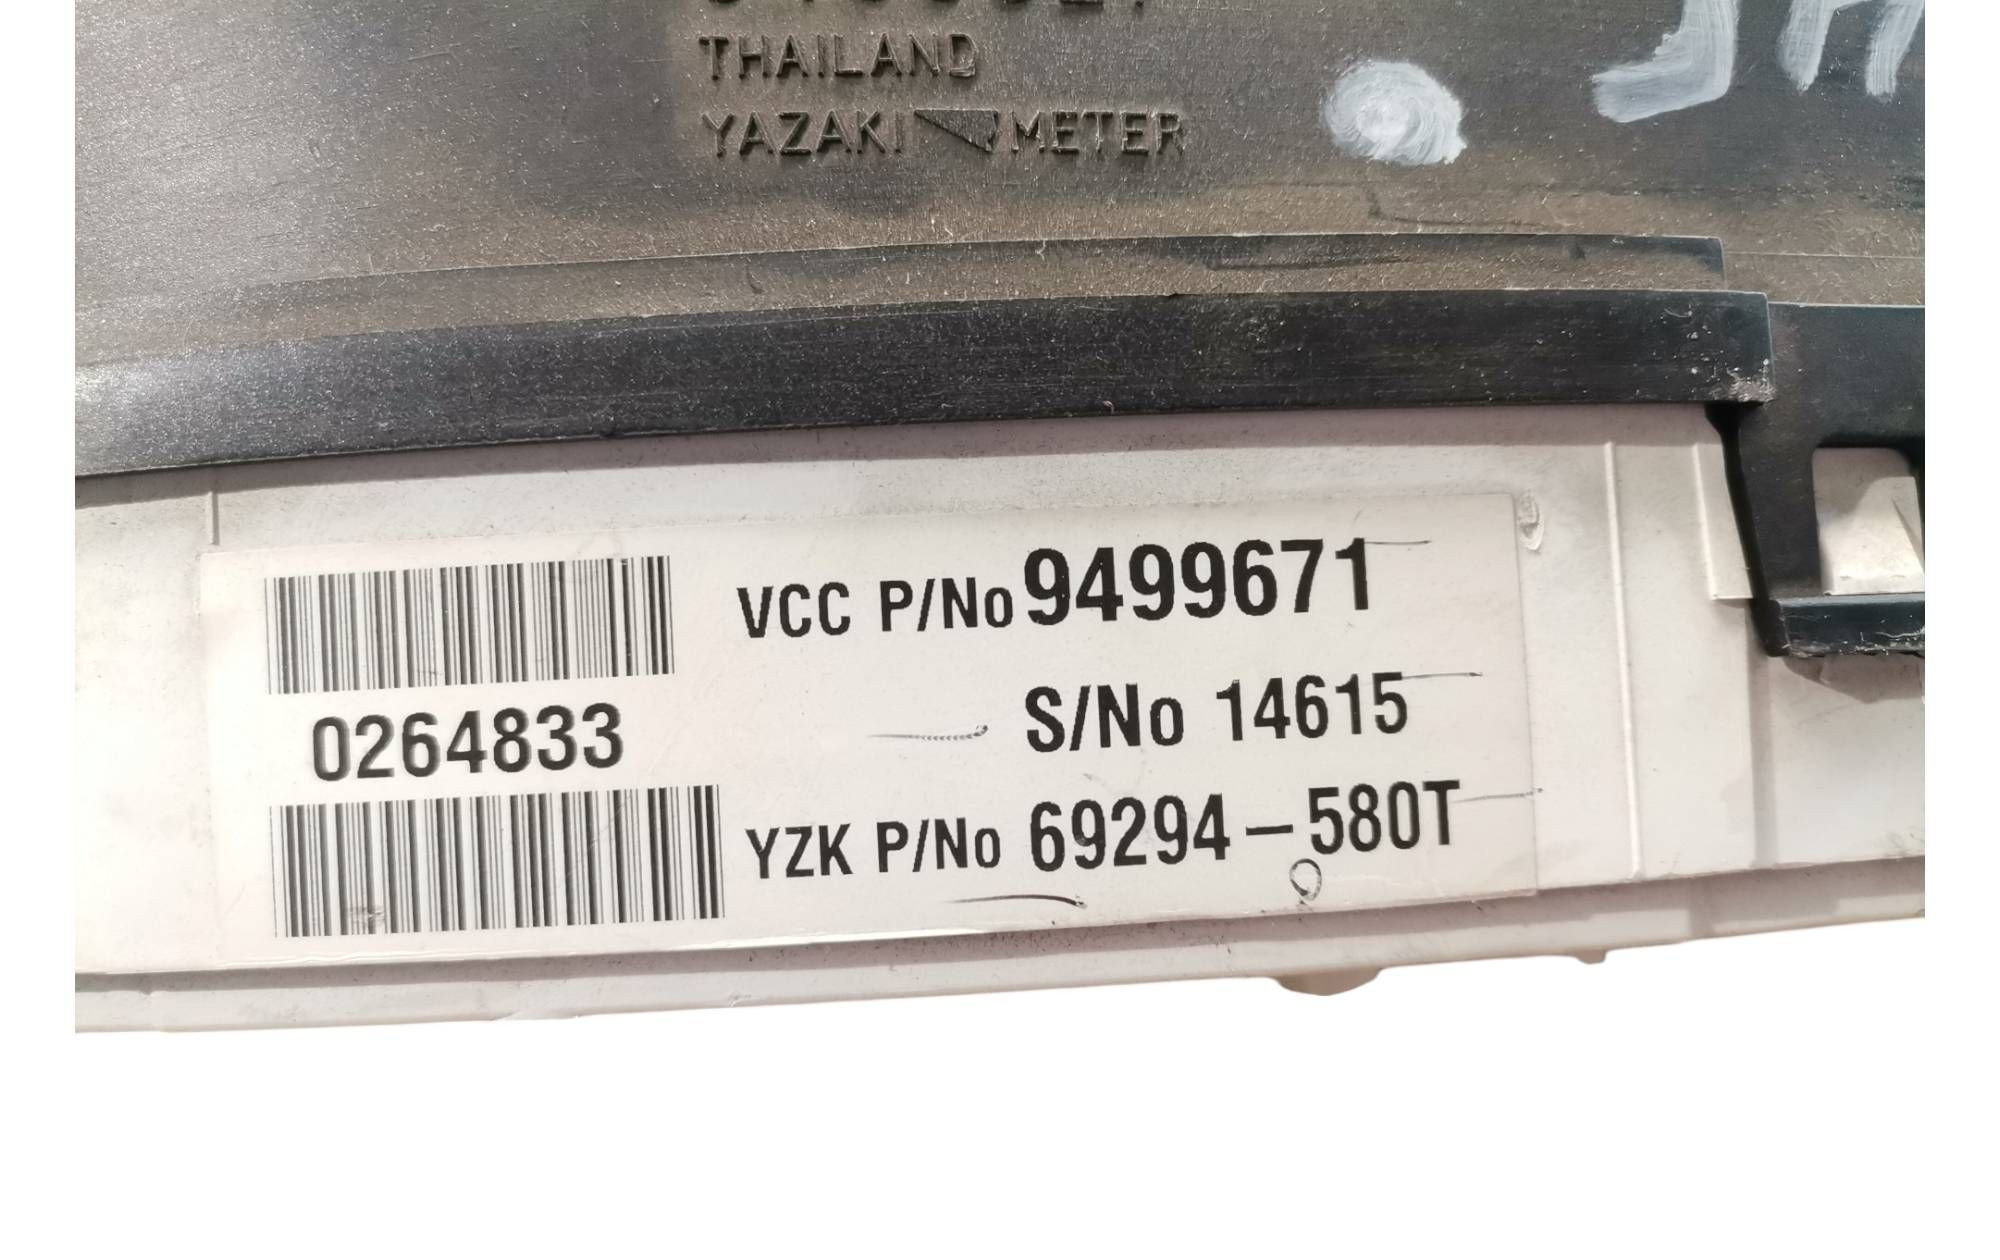 THAILAND
YAZAKI METER
VCC P/No 9499671
0264833
S/No 14615
YZK P/No 69294-580T